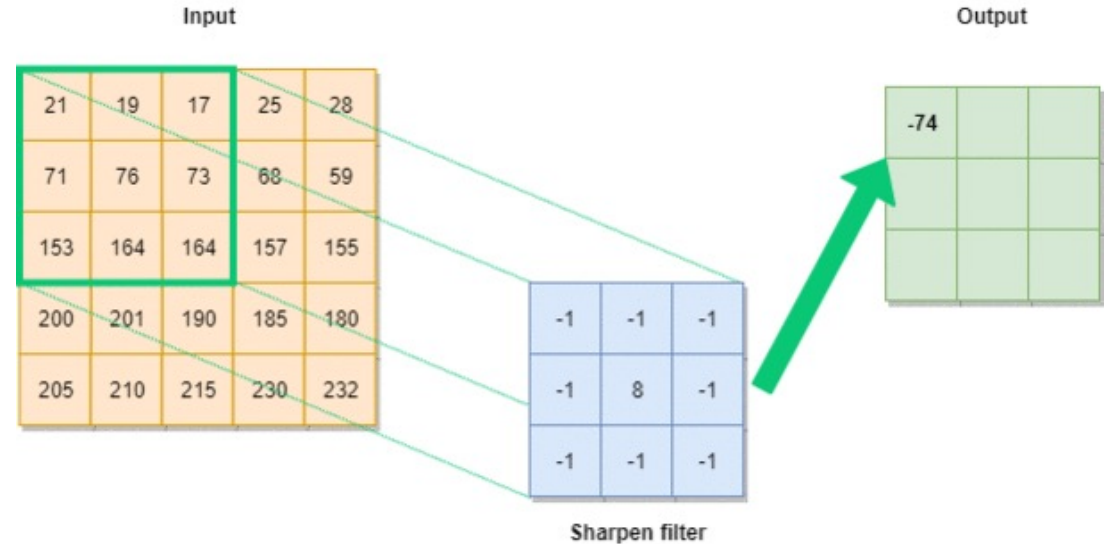 Input
Output
21 19 17 25 28
71 76 73 68 59
153 164 164 157 155
200 201 190 185 180
205 210 215 230 232
-74
-1 -1 -1
-1 8 -1
-1 -1 -1
Sharpen filter